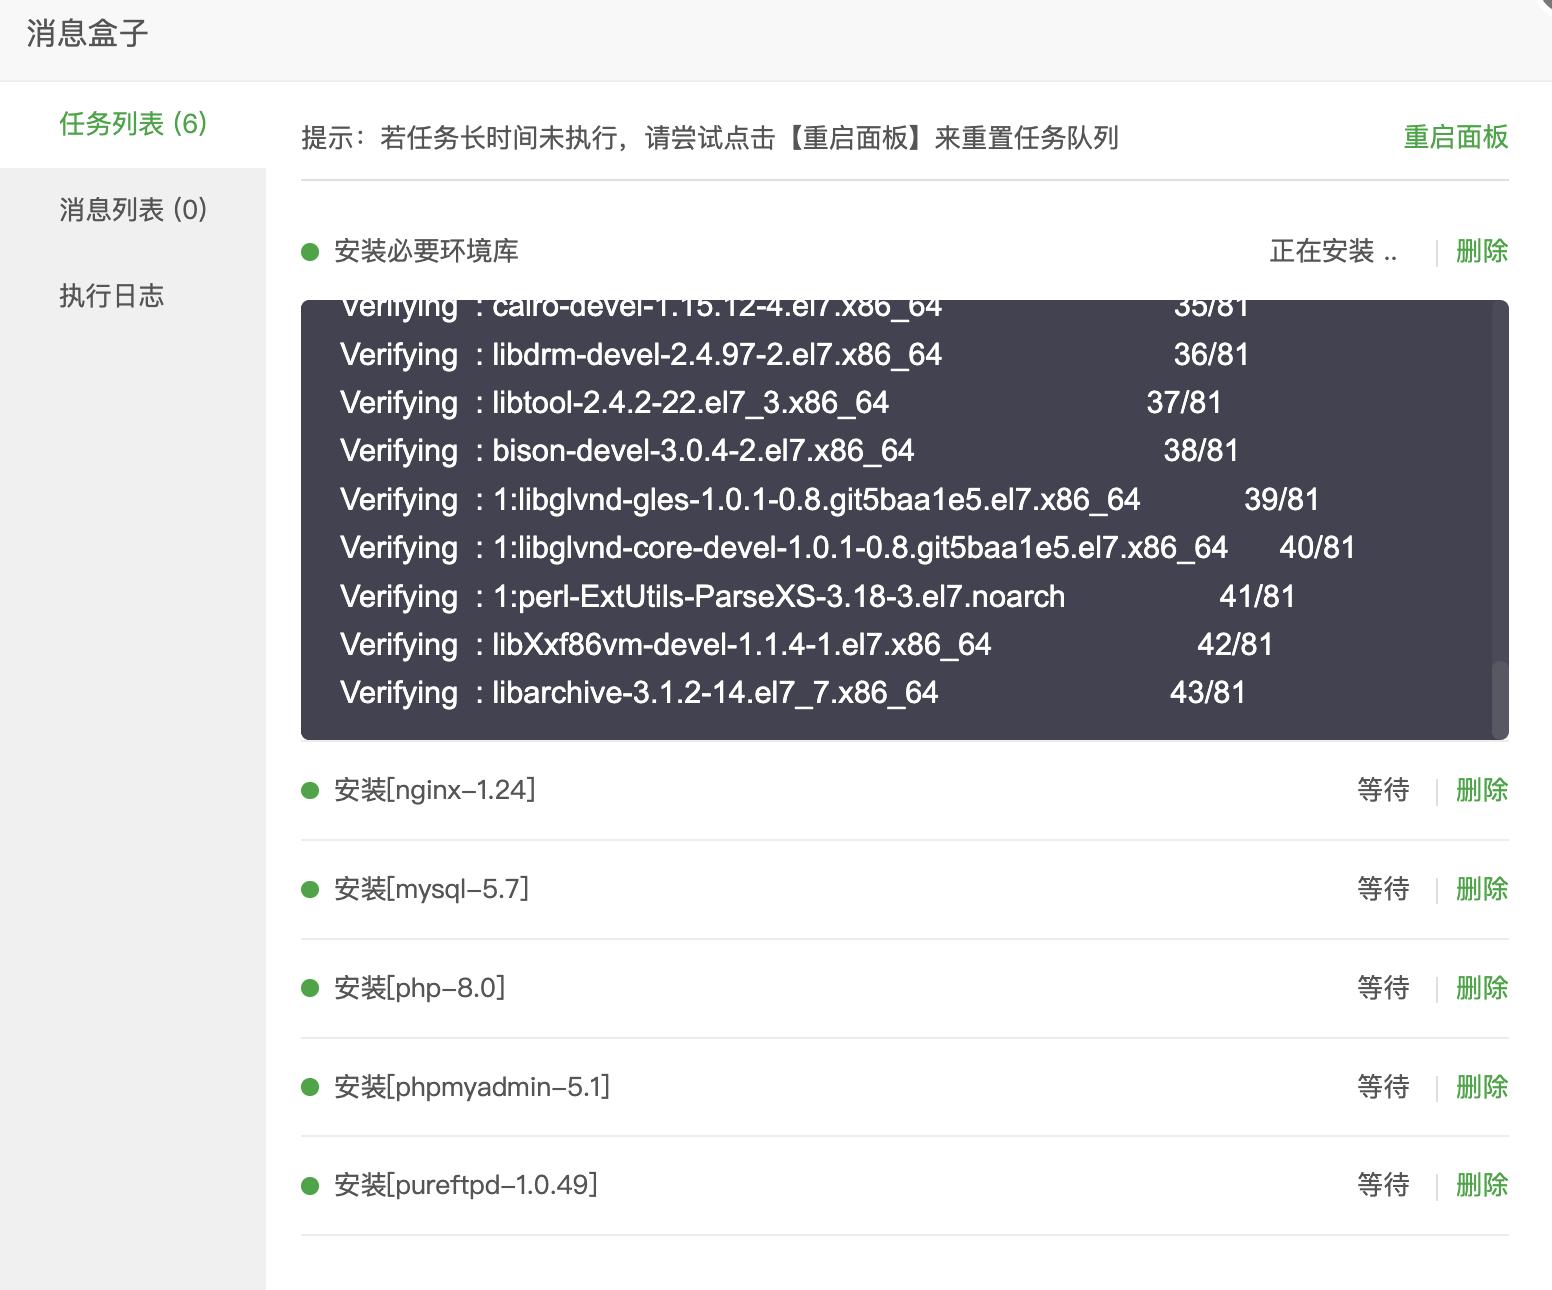 消息盒子
任务列表 (6)
消息列表 (0)
执行日志
提示：若任务长时间未执行，请尝试点击【重启面板】来重置任务队列 重启面板
安装必要环境库 正在安装 .. 删除
Verifying : cairo-devel-1.15.12-4.el7.x86_64 35/81
Verifying : libdrm-devel-2.4.97-2.el7.x86_64 36/81
Verifying : libtool-2.4.2-22.el7_3.x86_64 37/81
Verifying : bison-devel-3.0.4-2.el7.x86_64 38/81
Verifying : 1:libglvnd-gles-1.0.1-0.8.git5baa1e5.el7.x86_64 39/81
Verifying : 1:libglvnd-core-devel-1.0.1-0.8.git5baa1e5.el7.x86_64 40/81
Verifying : 1:perl-ExtUtils-ParseXS-3.18-3.el7.noarch 41/81
Verifying : libXxf86vm-devel-1.1.4-1.el7.x86_64 42/81
Verifying : libarchive-3.1.2-14.el7_7.x86_64 43/81
安装[nginx-1.24] 等待 删除
安装[mysql-5.7] 等待 删除
安装[php-8.0] 等待 删除
安装[phpmyadmin-5.1] 等待 删除
安装[pureftpd-1.0.49] 等待 删除